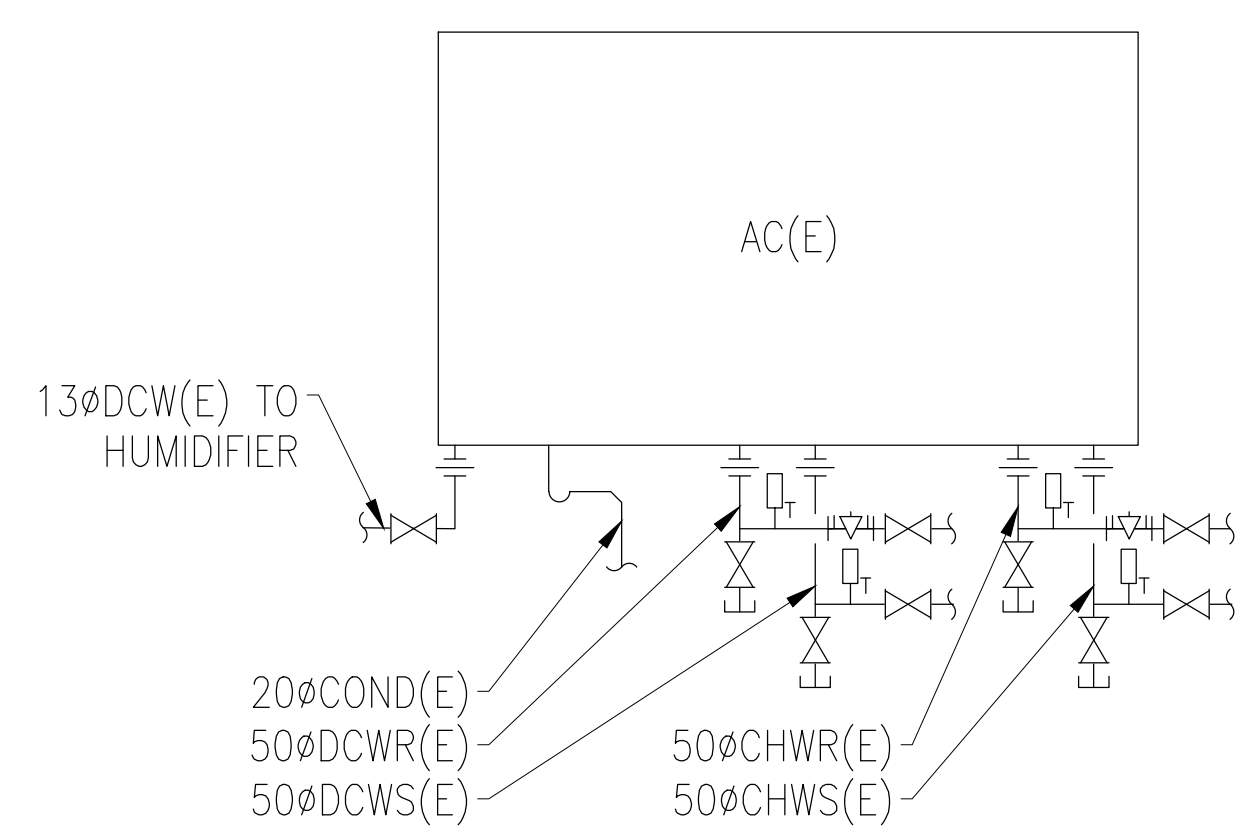 AC(E)
13øDCW(E) TO
HUMIDIFIER
T
T
T
T
20øCOND(E)
50øDCWR(E)
50øDCWS(E)
50øCHWR(E)
50øCHWS(E)